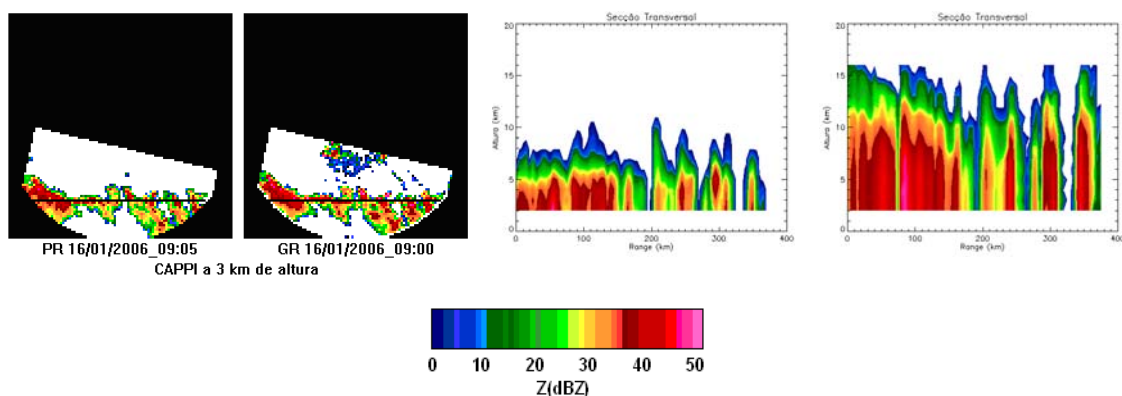 Secção Transversal
20
15
10
5
0
Altura (km)
0 100 200 300 400
Range (km)
Secção Transversal
20
15
10
5
0
Altura (km)
0 100 200 300 400
Range (km)
PR 16/01/2006_09:05
GR 16/01/2006_09:00
CAPPI a 3 km de altura
0 10 20 30 40 50
Z(dBZ)